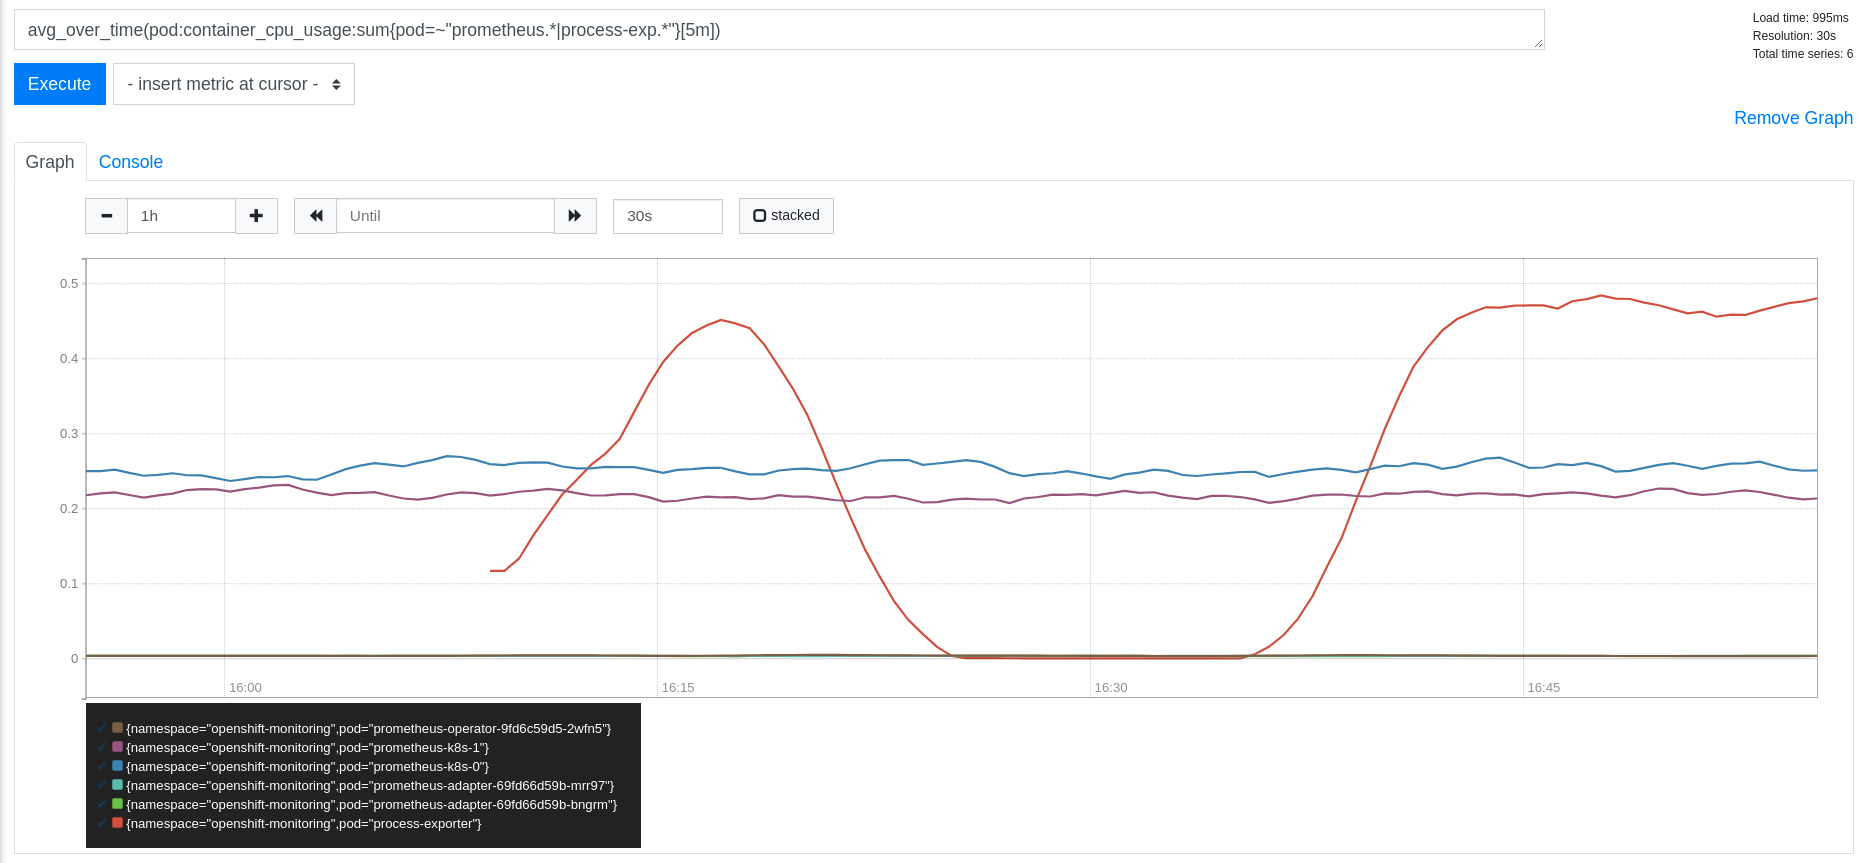 avg_over_time(pod:container_cpu_usage:sum{pod=~"prometheus.*|process-exp.*"}[5m])
Load time: 995ms
Resolution: 30s
Total time series: 6
Execute
- insert metric at cursor -
Remove Graph
Graph
Console
1h
Until
30s
stacked
0.5
0.4
0.3
0.2
0.1
0
16:00
16:15
16:30
16:45
{namespace="openshift-monitoring",pod="prometheus-operator-9fd6c59d5-2wfn5"}
{namespace="openshift-monitoring",pod="prometheus-k8s-1"}
{namespace="openshift-monitoring",pod="prometheus-k8s-0"}
{namespace="openshift-monitoring",pod="prometheus-adapter-69fd66d59b-mrr97"}
{namespace="openshift-monitoring",pod="prometheus-adapter-69fd66d59b-bngrm"}
{namespace="openshift-monitoring",pod="process-exporter"}